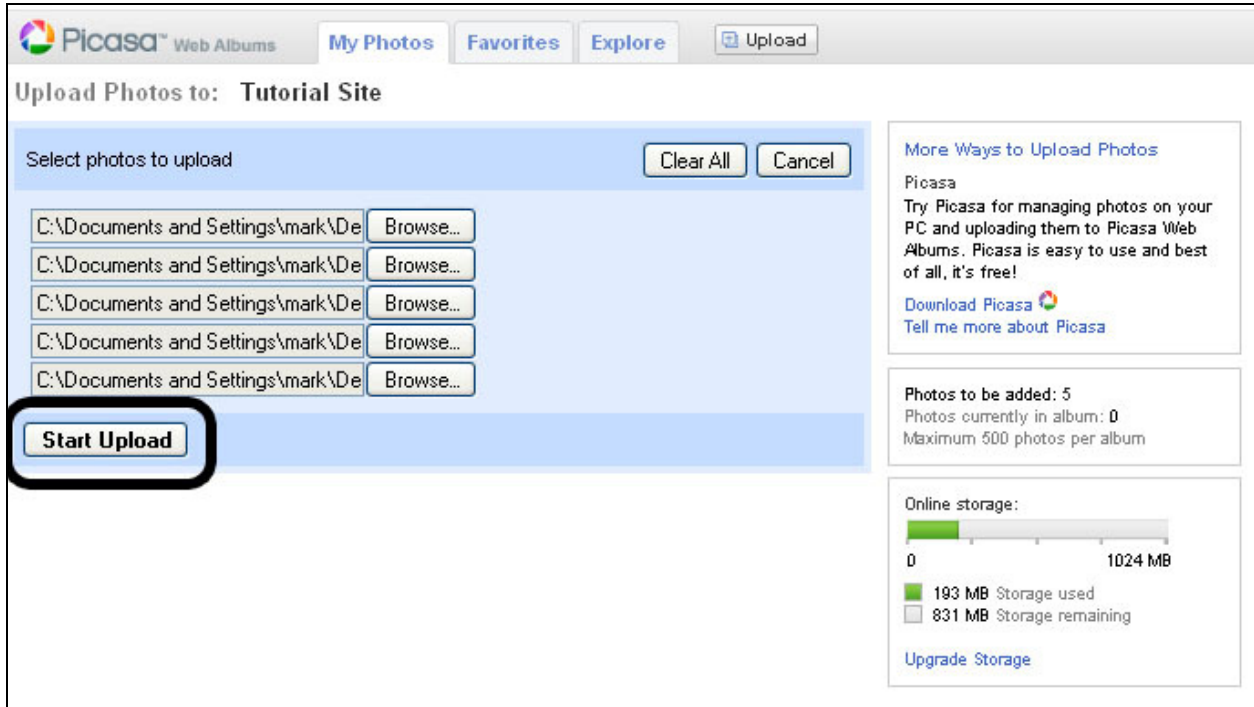 Picasa™ Web Albums
My Photos
Favorites
Explore
Upload
Upload Photos to: Tutorial Site
Select photos to upload
Clear All
Cancel
C:\Documents and Settings\mark\De Browse...
C:\Documents and Settings\mark\De Browse...
C:\Documents and Settings\mark\De Browse...
C:\Documents and Settings\mark\De Browse...
C:\Documents and Settings\mark\De Browse...
Start Upload
More Ways to Upload Photos
Picasa
Try Picasa for managing photos on your
PC and uploading them to Picasa Web
Albums. Picasa is easy to use and best
of all, it's free!
Download Picasa
Tell me more about Picasa
Photos to be added: 5
Photos currently in album: 0
Maximum 500 photos per album
Online storage:
0 1024 MB
193 MB Storage used
831 MB Storage remaining
Upgrade Storage